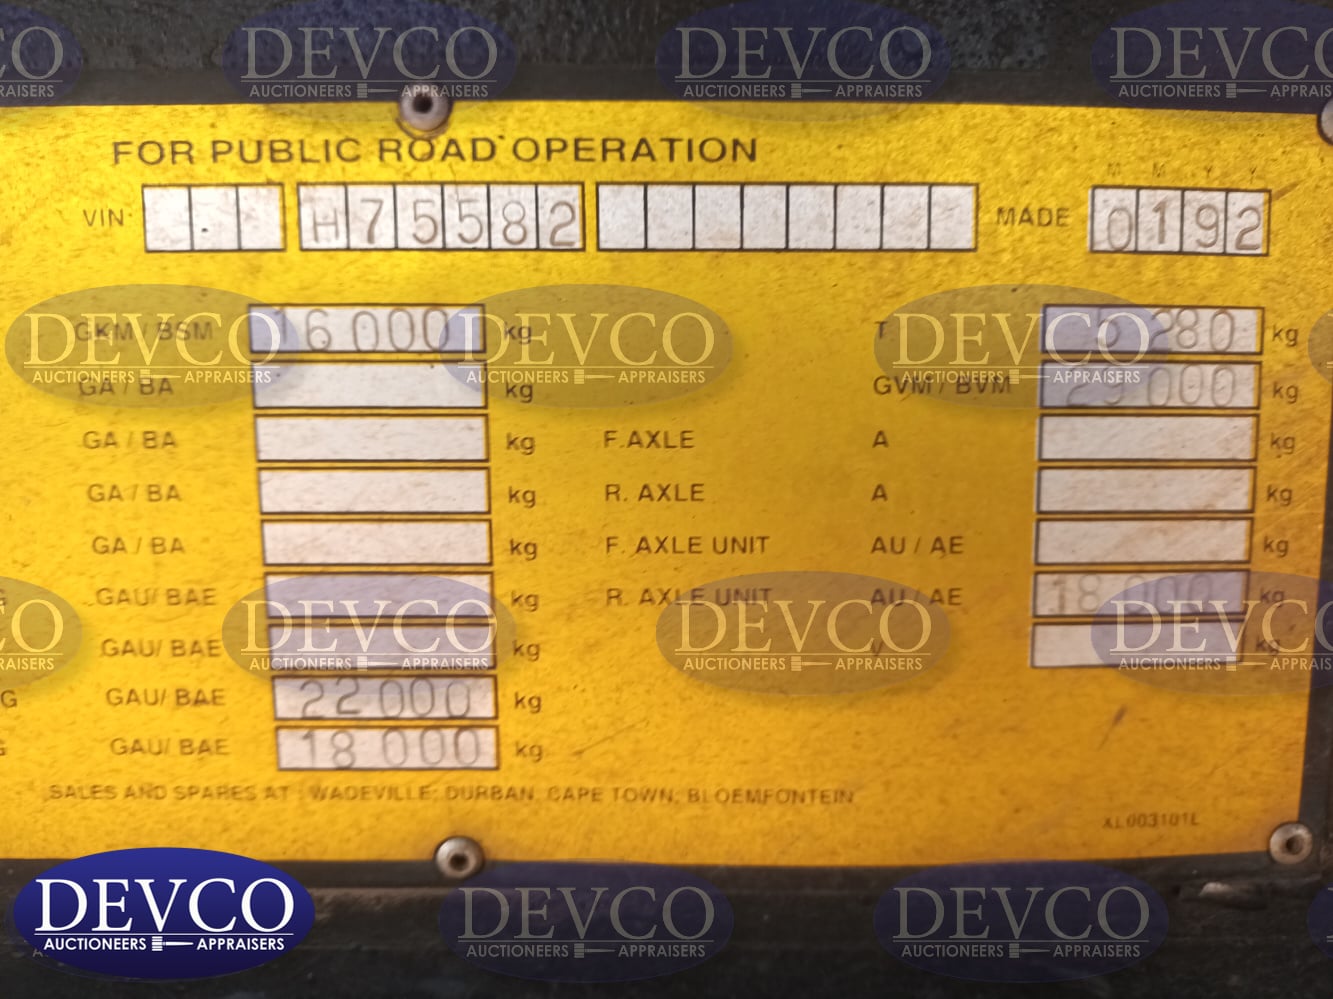 FOR PUBLIC ROAD OPERATION
M M Y Y
VIN H75582 MADE 0192
GKM / BSM 16 000 kg T 280 kg
GA / BA kg GVM / BVM 000 kg
GA / BA kg F. AXLE A kg
GA / BA kg R. AXLE A kg
GA / BA kg F. AXLE UNIT AU / AE kg
G GAU/ BAE kg R. AXLE UNIT AU / AE 18 000 kg
GAU/ BAE kg V kg
G GAU/ BAE 22 000 kg
G GAU/ BAE 18 000 kg
SALES AND SPARES AT : WADEVILLE; DURBAN; CAPE TOWN; BLOEMFONTEIN
XL003101L
DEVCO
AUCTIONEERS APPRAISERS